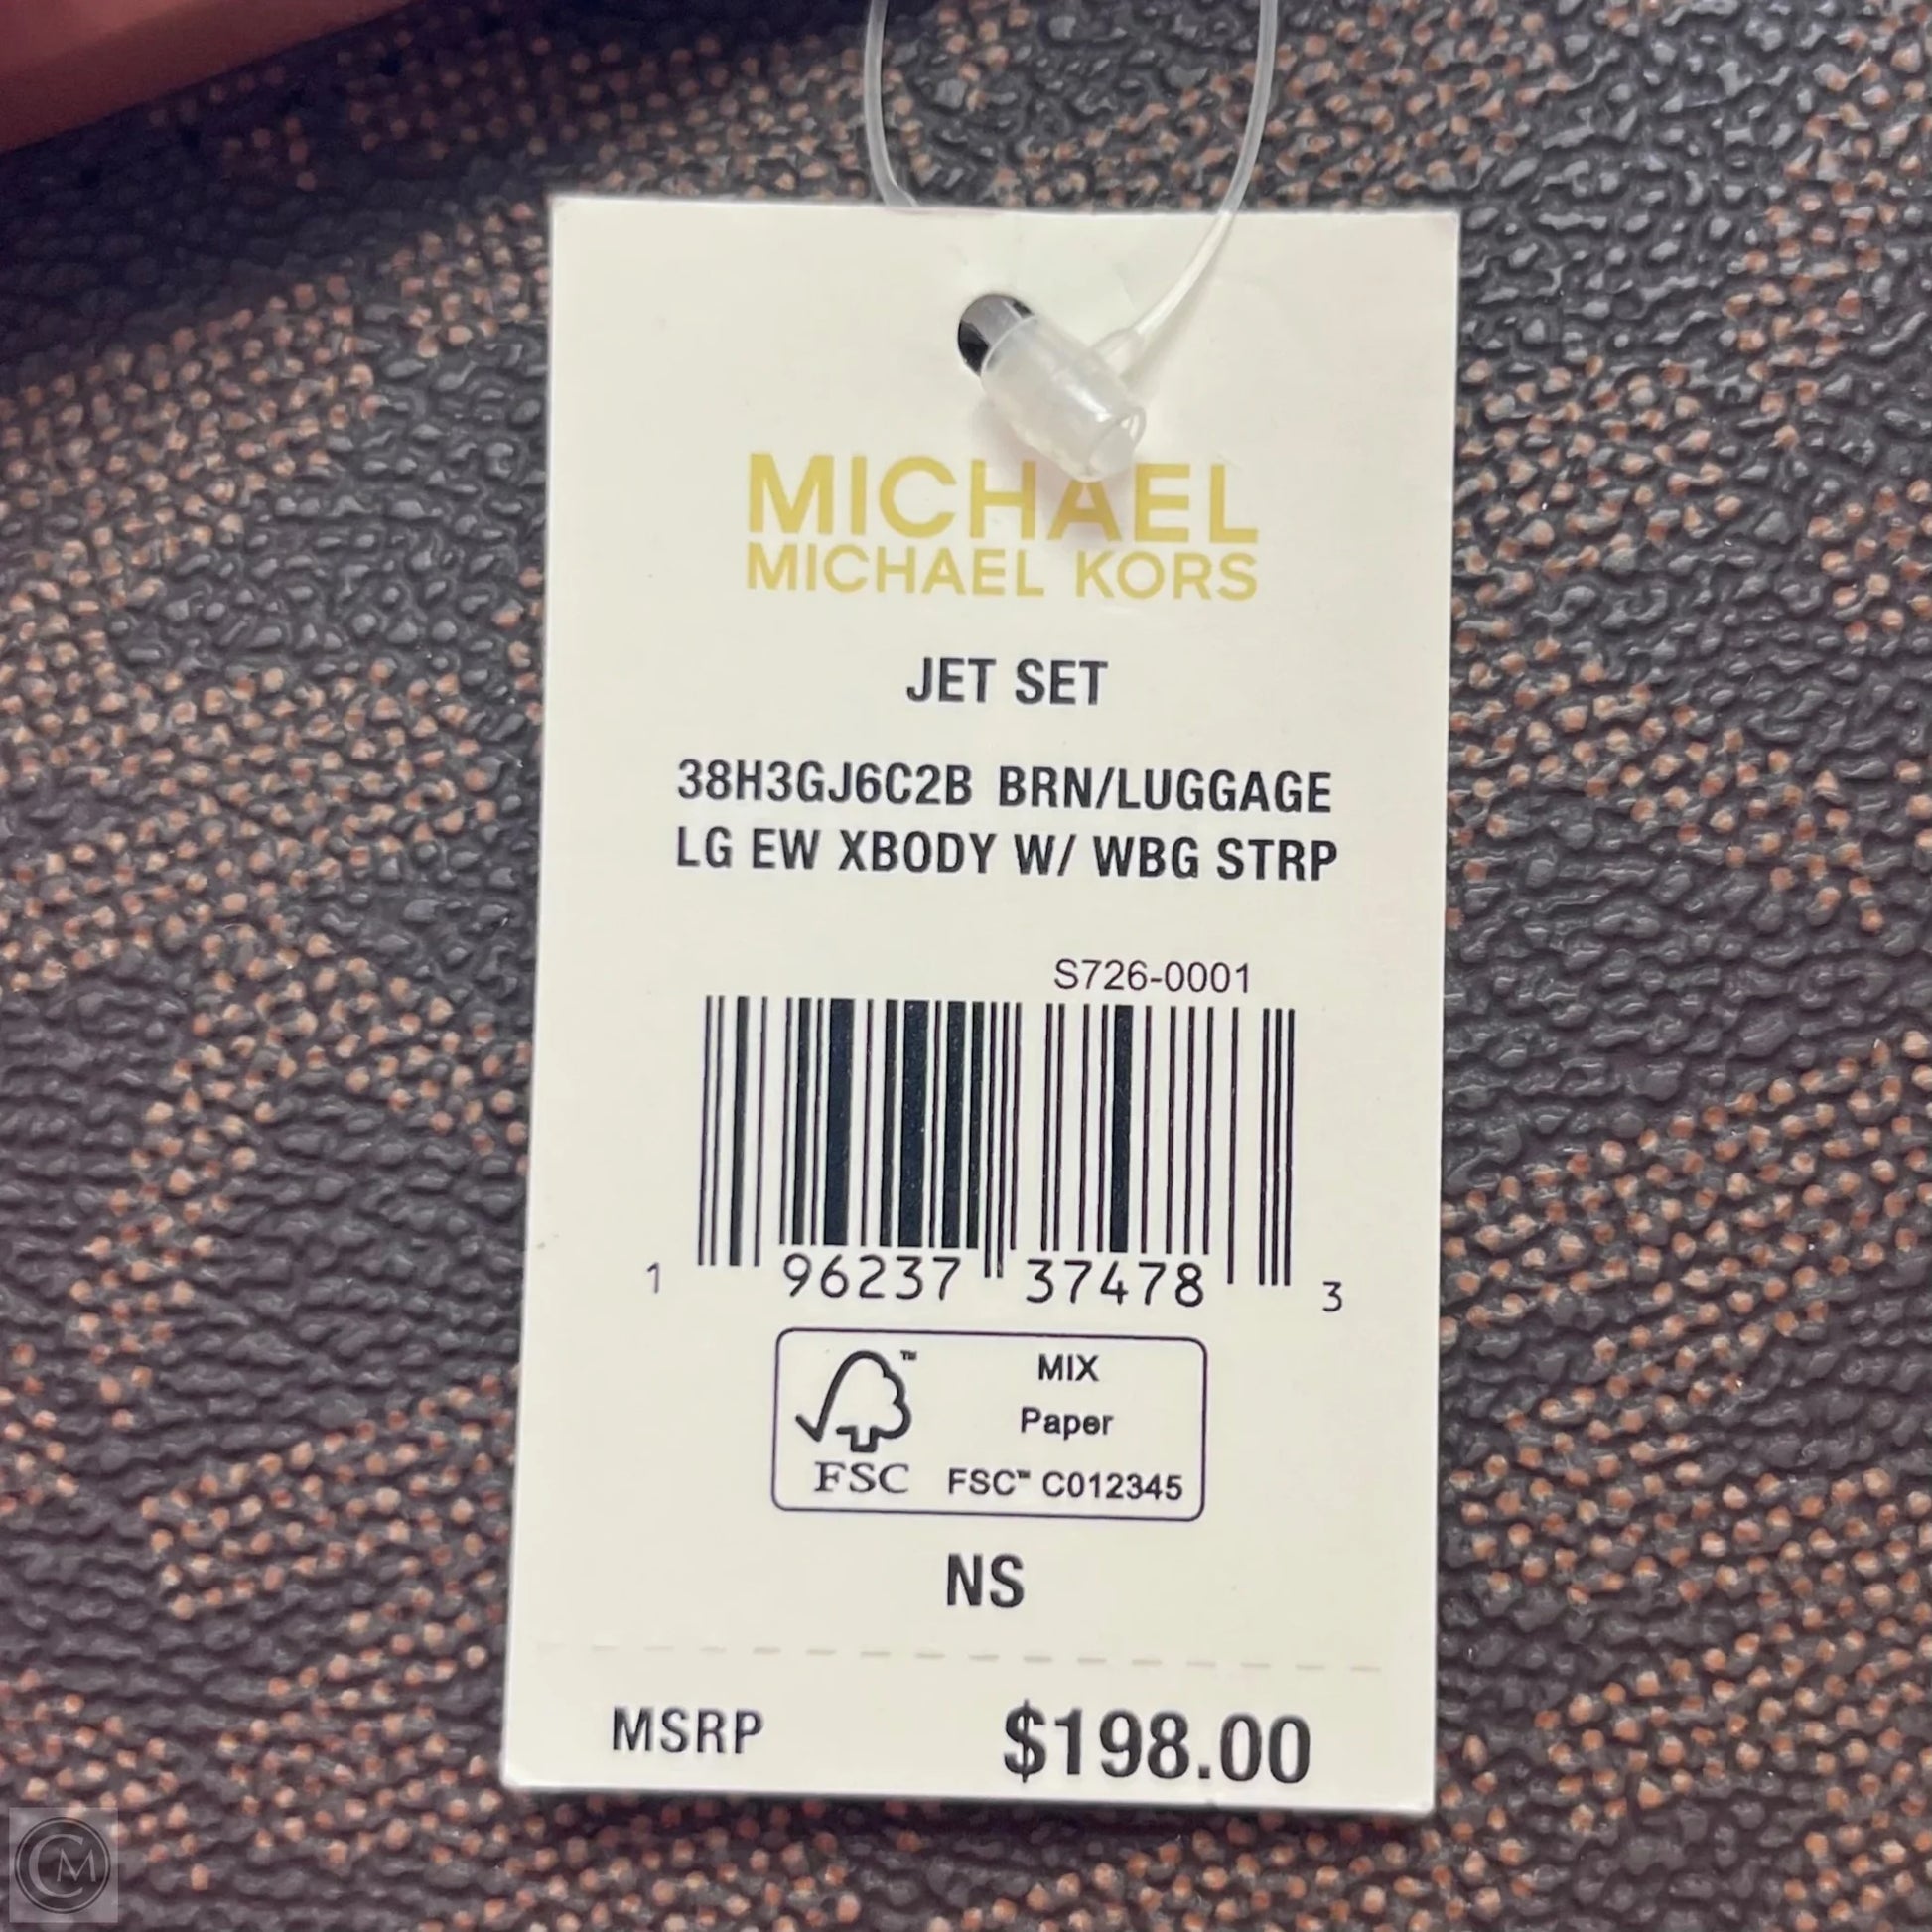 MICHAEL
MICHAEL KORS
JET SET
38H3GJ6C2B BRN/LUGGAGE
LG EW XBODY W/ WBG STRP
S726-0001
1 96237 37478 3
FSC
MIX
Paper
FSC™ C012345
NS
MSRP $198.00
CM